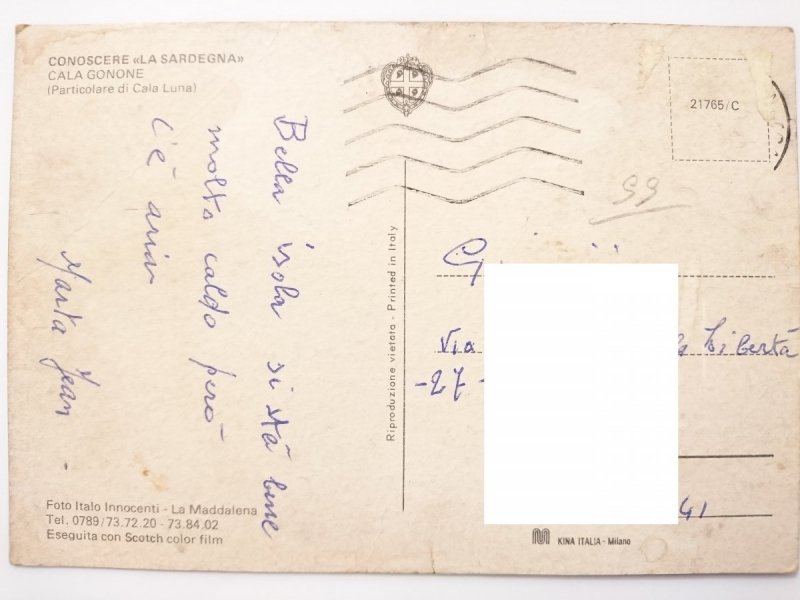 CONOSCERE «LA SARDEGNA»
CALA GONONE
(Particolare di Cala Luna)
Bella isola si stà bene
molto caldo però
c'è aria
Marta Jean
Foto Italo Innocenti - La Maddalena
Tel. 0789/73.72.20 - 73.84.02
Eseguita con Scotch color film
Riproduzione vietata - Printed in Italy
21765/C
99
Via Libertà
-27-
41
KINA ITALIA - Milano